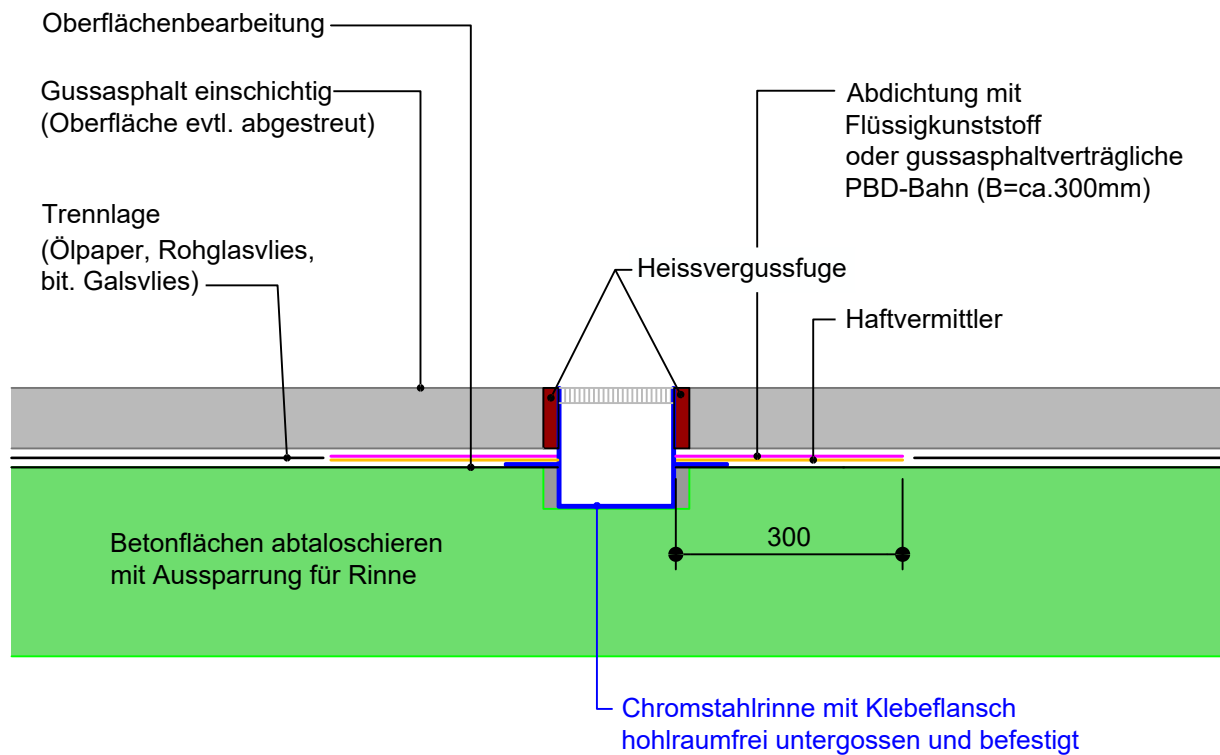 Oberflächenbearbeitung
Gussasphalt einschichtig
(Oberfläche evtl. abgestreut)
Trennlage
(Ölpaper, Rohglasvlies,
bit. Galsvlies)
Abdichtung mit
Flüssigkunststoff
oder gussasphaltverträgliche
PBD-Bahn (B=ca.300mm)
Heissvergussfuge
Haftvermittler
Betonflächen abtaloschieren
mit Aussparrung für Rinne
300
Chromstahlrinne mit Klebeflansch
hohlraumfrei untergossen und befestigt